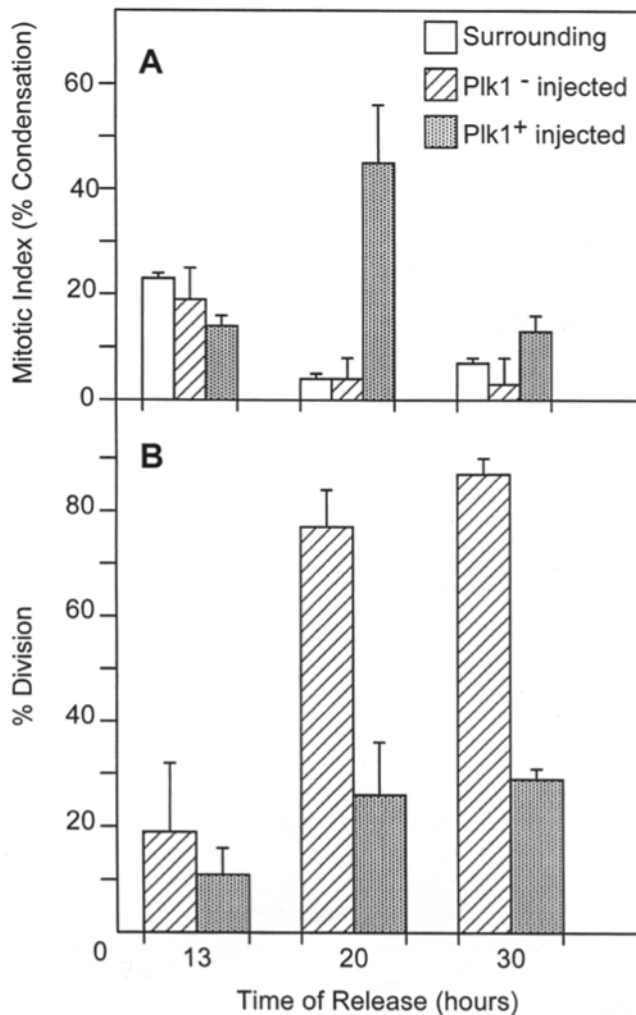 A
Surrounding
Plk1 - injected
Plk1+ injected
Mitotic Index (% Condensation)
60
40
20
0
B
% Division
80
60
40
20
0
13
20
30
Time of Release (hours)